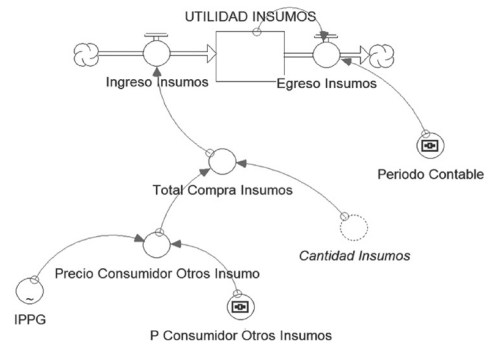 UTILIDAD INSUMOS
Ingreso Insumos
Egreso Insumos
Periodo Contable
Total Compra Insumos
Cantidad Insumos
Precio Consumidor Otros Insumo
~
IPPG
P Consumidor Otros Insumos